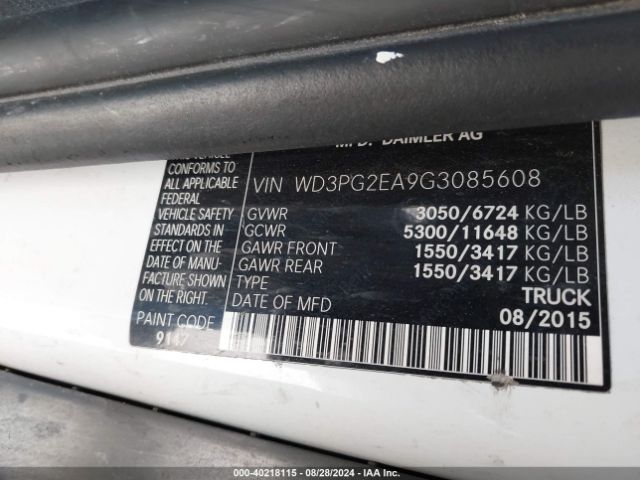 MFD. DAIMLER AG
CONFORMS TO
ALL APPLICABLE
FEDERAL
VEHICLE SAFETY
STANDARDS IN
EFFECT ON THE
DATE OF MANU-
FACTURE SHOWN
ON THE RIGHT.
PAINT CODE
9147
VIN WD3PG2EA9G3085608
GVWR 3050/6724 KG/LB
GCWR 5300/11648 KG/LB
GAWR FRONT 1550/3417 KG/LB
GAWR REAR 1550/3417 KG/LB
TYPE TRUCK
DATE OF MFD 08/2015
000-40218115 - 08/28/2024 - IAAI.COM